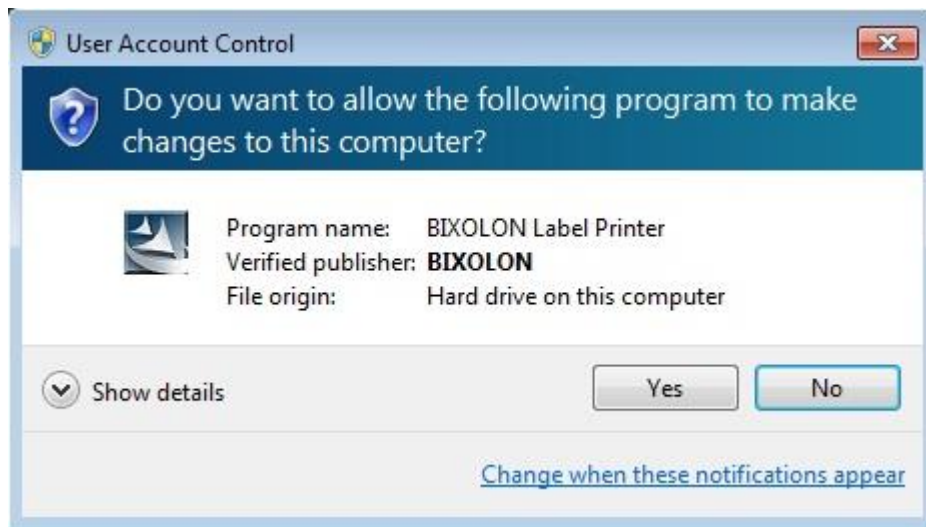 User Account Control
Do you want to allow the following program to make
changes to this computer?
Program name: BIXOLON Label Printer
Verified publisher: BIXOLON
File origin: Hard drive on this computer
Show details
Yes
No
Change when these notifications appear